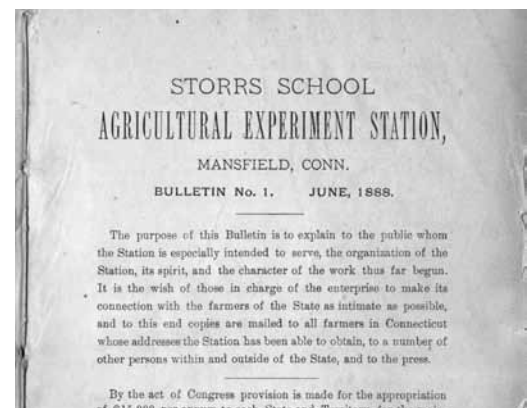 STORRS SCHOOL
AGRICULTURAL EXPERIMENT STATION,
MANSFIELD, CONN.
BULLETIN No. 1. JUNE, 1888.
The purpose of this Bulletin is to explain to the public whom
the Station is especially intended to serve, the organization of the
Station, its spirit, and the character of the work thus far begun.
It is the wish of those in charge of the enterprise to make its
connection with the farmers of the State as intimate as possible,
and to this end copies are mailed to all farmers in Connecticut
whose addresses the Station has been able to obtain, to a number of
other persons within and outside of the State, and to the press.
By the act of Congress provision is made for the appropriation